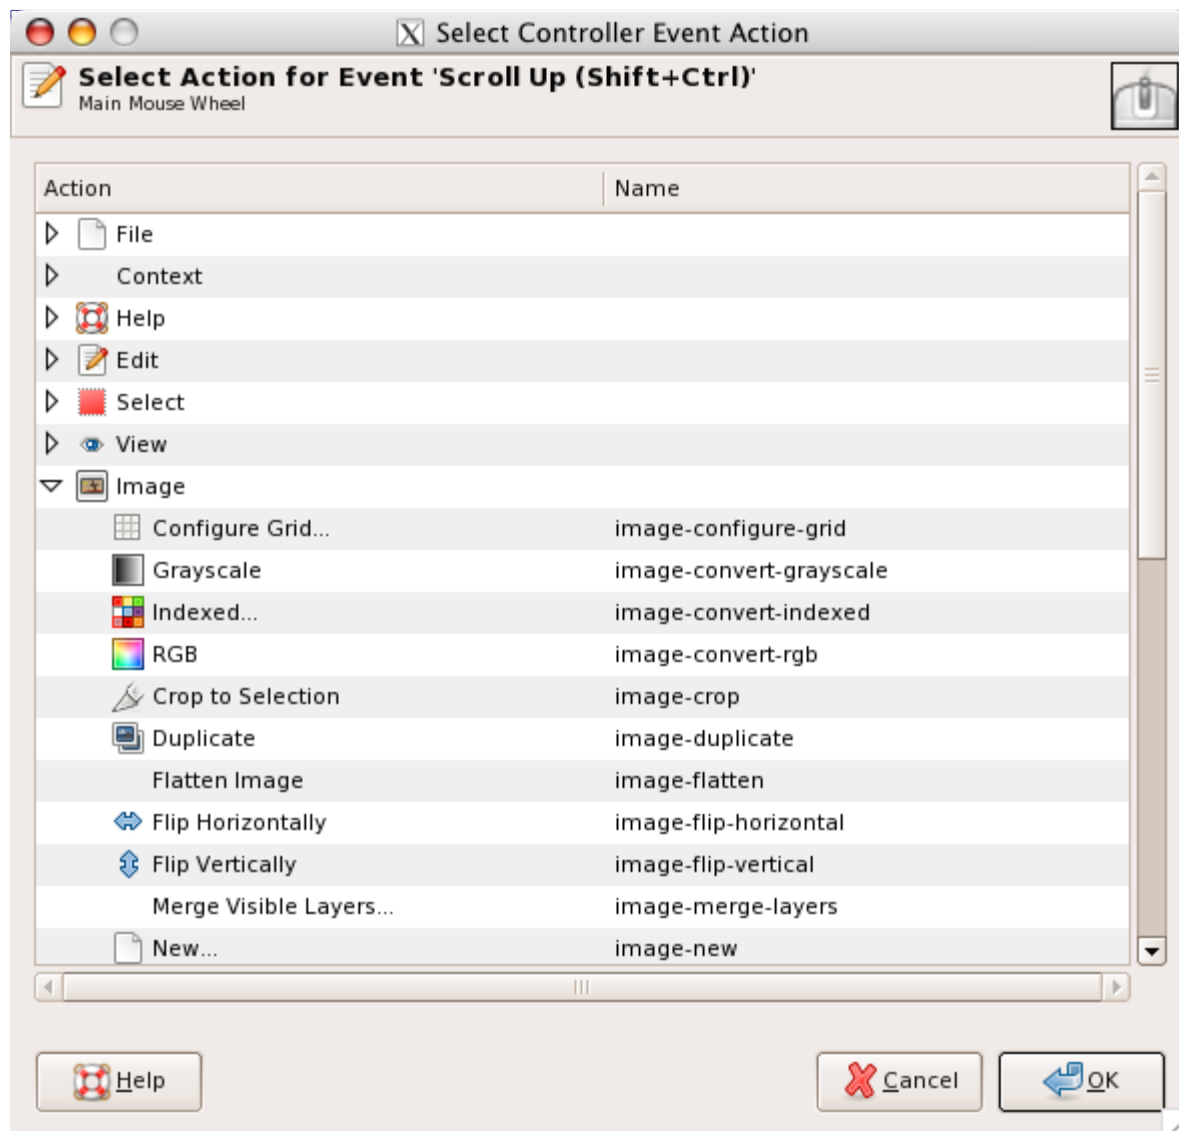 Select Controller Event Action
Select Action for Event 'Scroll Up (Shift+Ctrl)'
Main Mouse Wheel
Action Name
File
Context
Help
Edit
Select
View
Image
Configure Grid... image-configure-grid
Grayscale image-convert-grayscale
Indexed... image-convert-indexed
RGB image-convert-rgb
Crop to Selection image-crop
Duplicate image-duplicate
Flatten Image image-flatten
Flip Horizontally image-flip-horizontal
Flip Vertically image-flip-vertical
Merge Visible Layers... image-merge-layers
New... image-new
Help Cancel OK